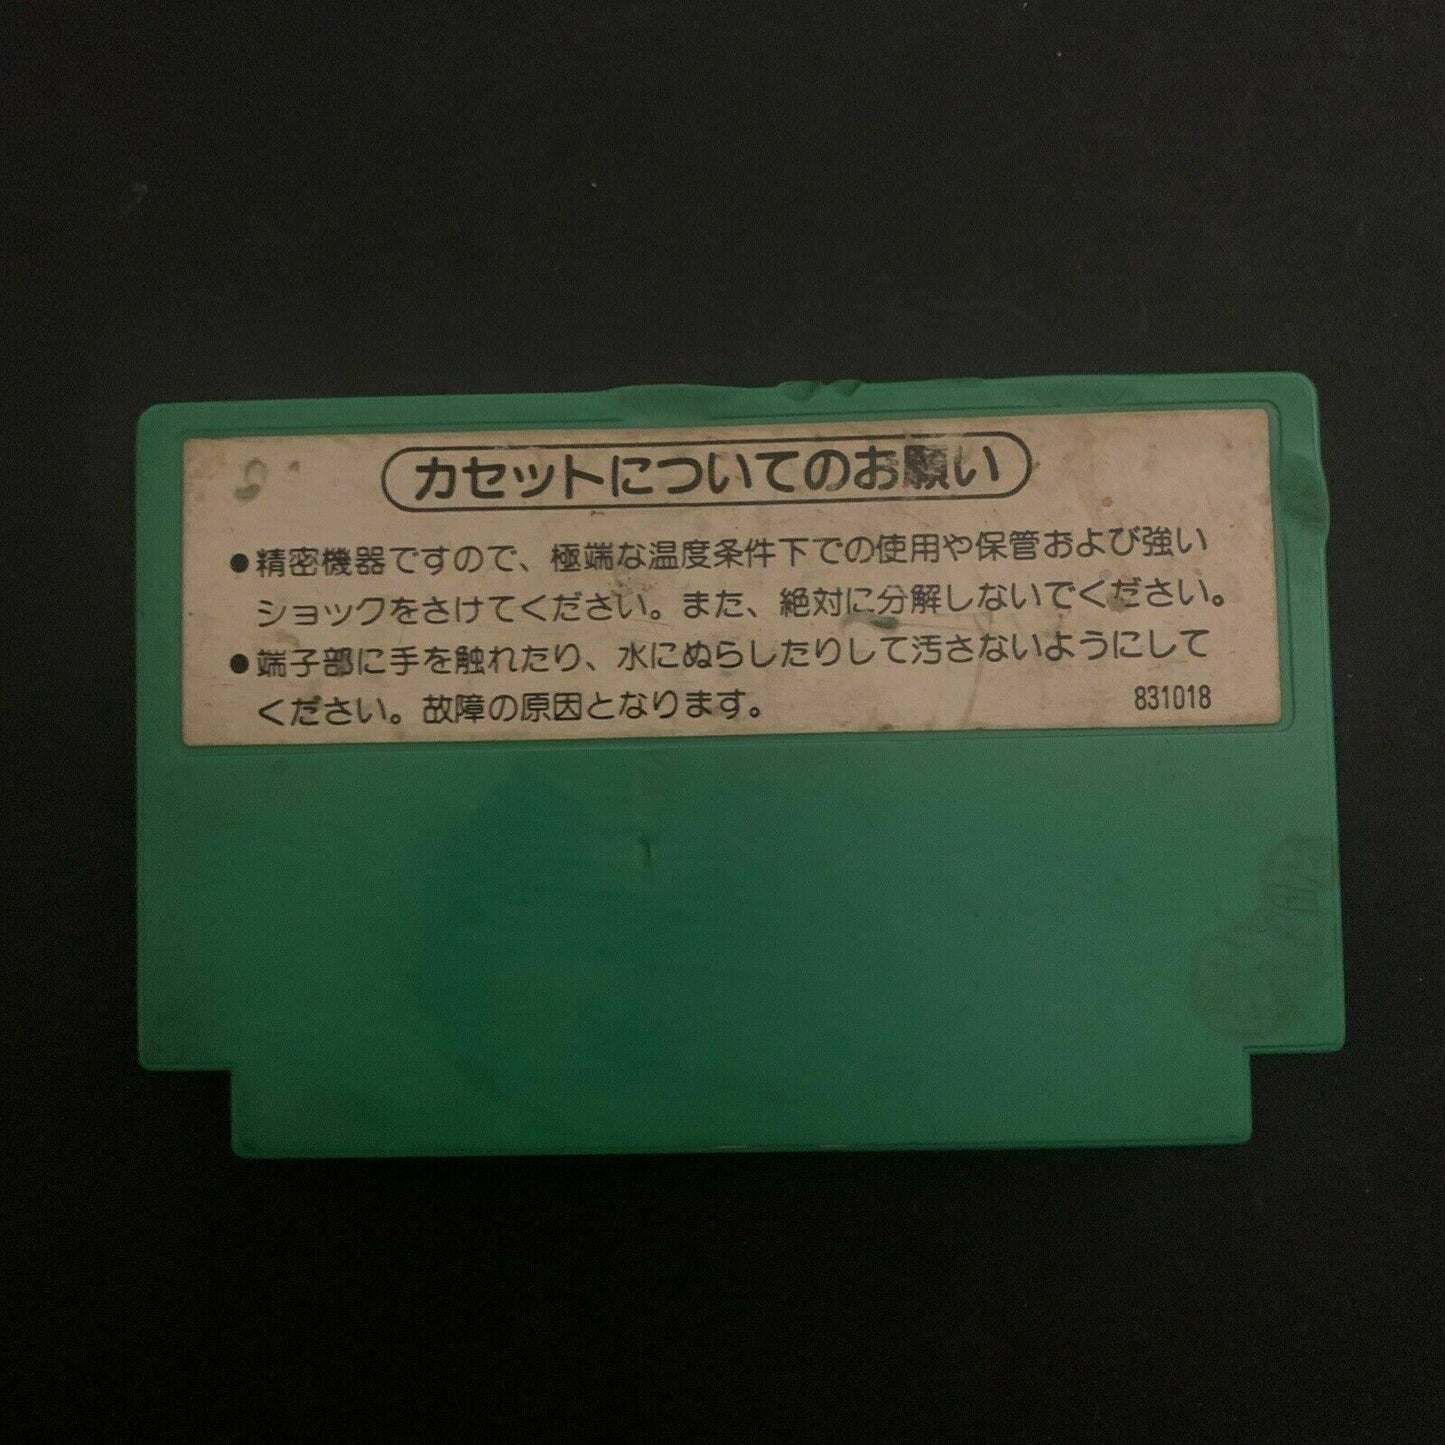 カセットについてのお願い
●精密機器ですので、極端な温度条件下での使用や保管および強い
ショックをさけてください。また、絶対に分解しないでください。
●端子部に手を触れたり、水にぬらしたりして汚さないようにして
ください。故障の原因となります。 831018